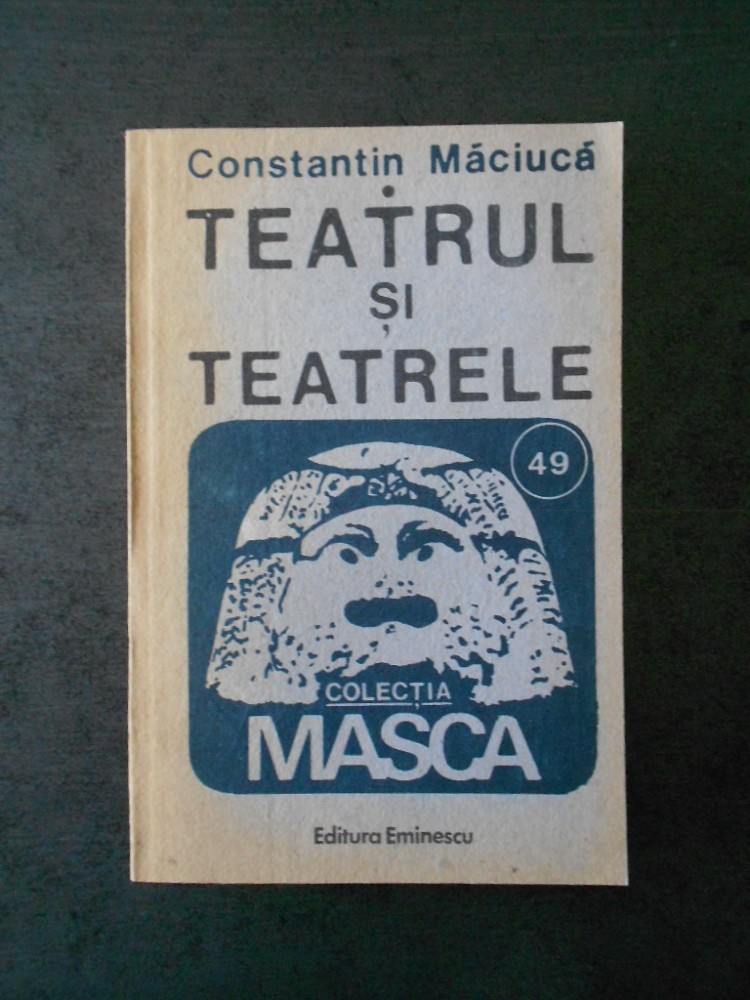 Constantin Măciucă
TEATRUL
ȘI
TEATRELE
49
COLECȚIA
MASCA
Editura Eminescu